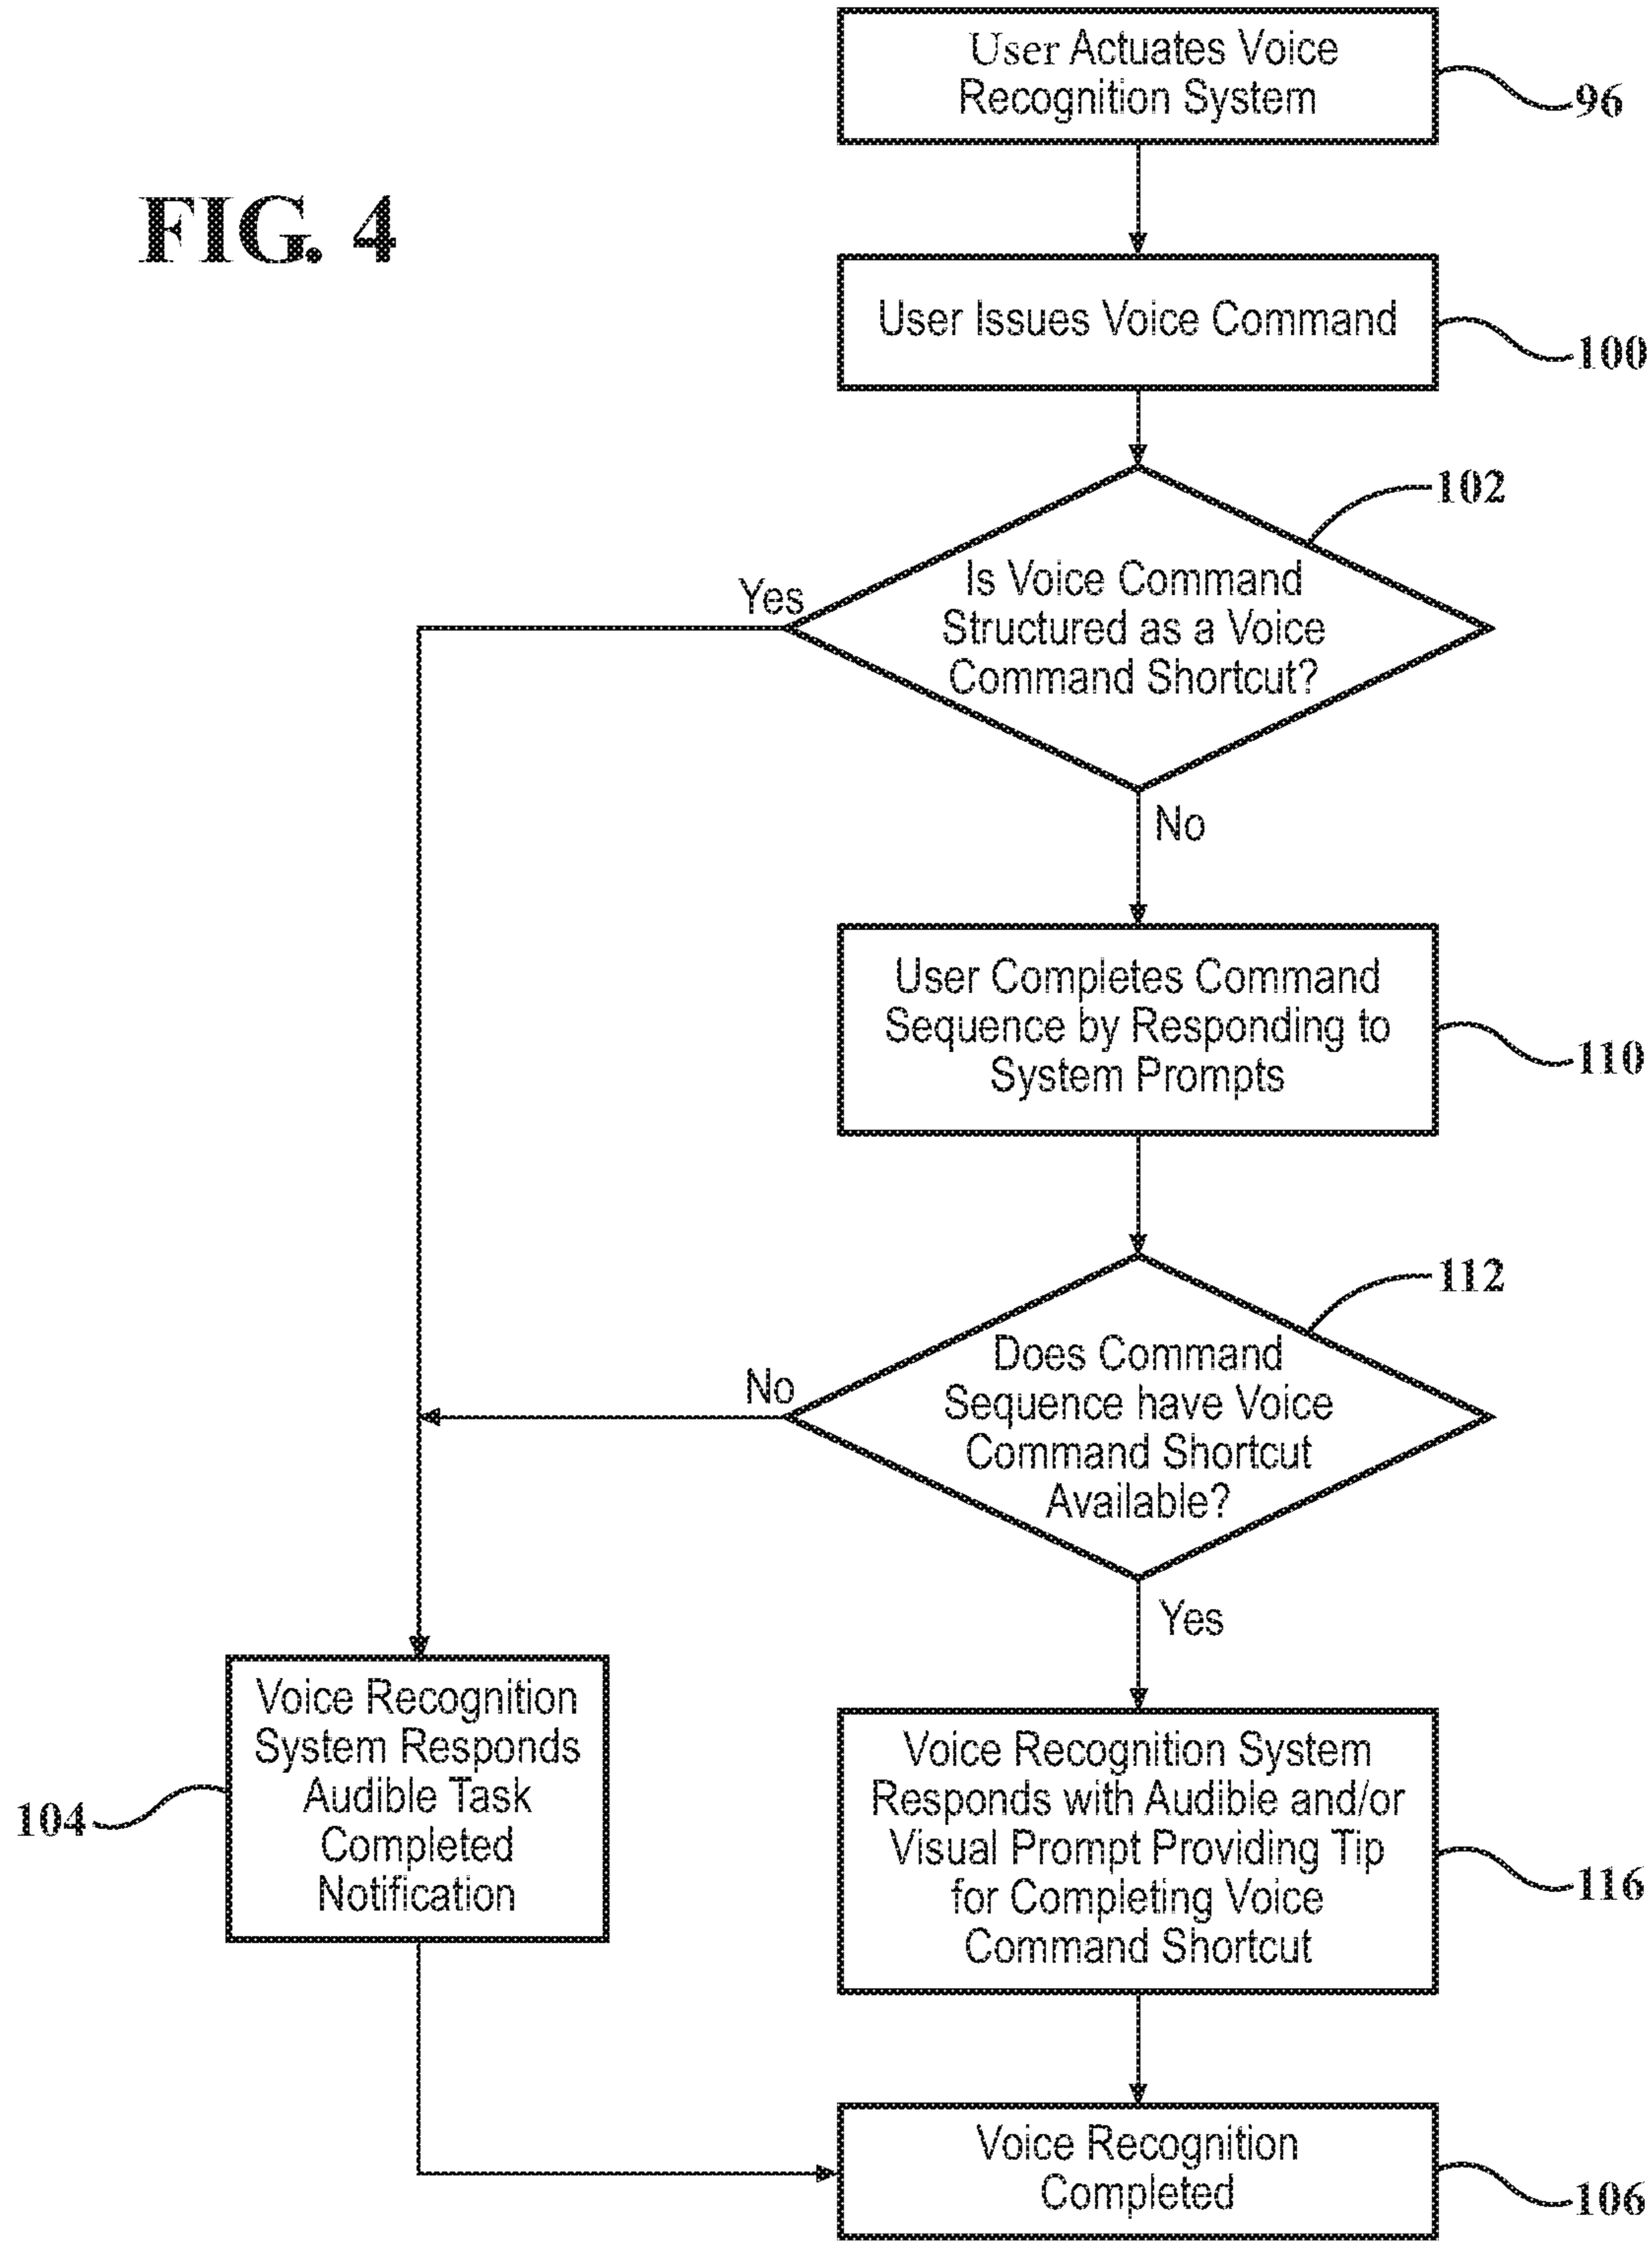 User Actuates Voice
Recognition System
96
FIG. 4
User Issues Voice Command
100
102
Is Voice Command
Structured as a Voice
Command Shortcut?
Yes
No
User Completes Command
Sequence by Responding to
System Prompts
110
112
Does Command
Sequence have Voice
Command Shortcut
Available?
No
Yes
Voice Recognition
System Responds
Audible Task
Completed
Notification
104
Voice Recognition System
Responds with Audible and/or
Visual Prompt Providing Tip
for Completing Voice
Command Shortcut
116
Voice Recognition
Completed
106